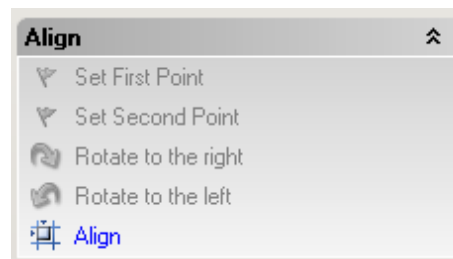 Align
Set First Point
Set Second Point
Rotate to the right
Rotate to the left
Align